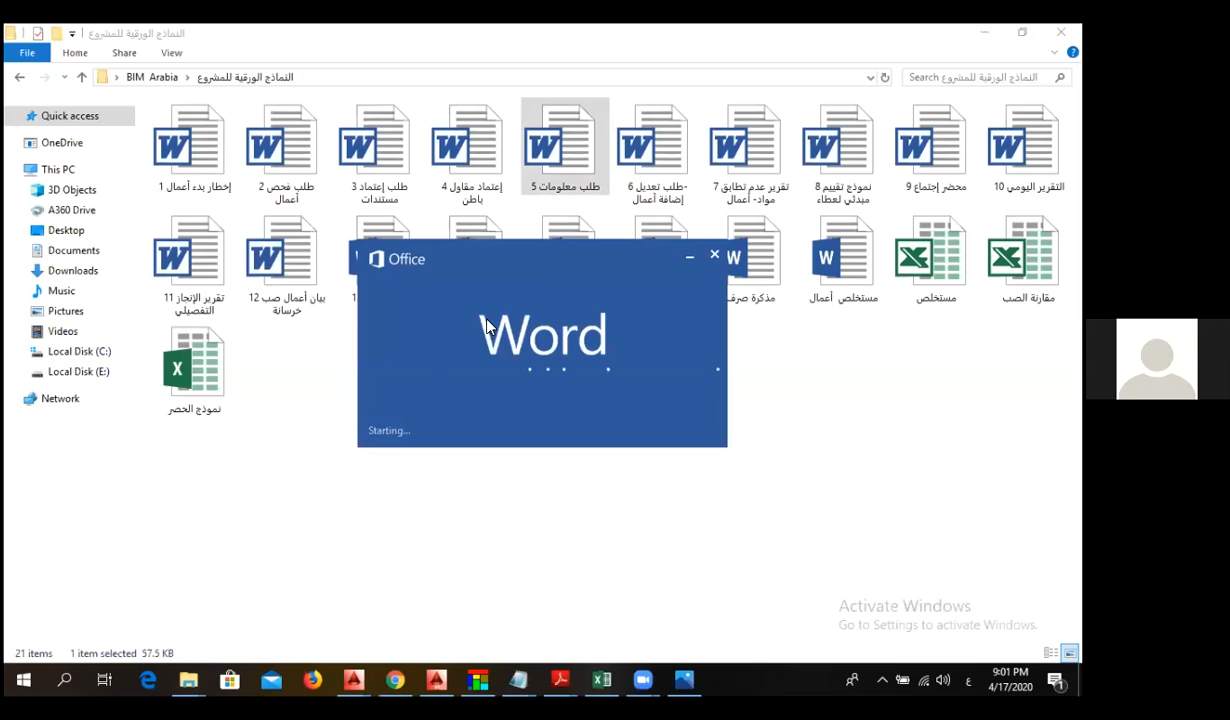 النماذج الورقية للمشروع
File Home Share View
BIM Arabia › النماذج الورقية للمشروع
Search النماذج الورقية للمشروع
Quick access
OneDrive
This PC
3D Objects
A360 Drive
Desktop
Documents
Downloads
Music
Pictures
Videos
Local Disk (C:)
Local Disk (E:)
Network
1 إخطار بدء أعمال
2 طلب فحص
أعمال
3 طلب إعتماد
مستندات
4 إعتماد مقاول
باطن
5 طلب معلومات
6 طلب تعديل-
إضافة أعمال
7 تقرير عدم تطابق
مواد- أعمال
8 نموذج تقييم
مبدئي لعطاء
9 محضر إجتماع
10 التقرير اليومي
11 تقرير الإنجاز
التفصيلي
12 بيان أعمال صب
خرسانة
مذكرة صرف
مستخلص أعمال
مستخلص
مقارنة الصب
نموذج الحصر
Office
Word
Starting...
Activate Windows
Go to Settings to activate Windows.
21 items 1 item selected 57.5 KB
ع
9:01 PM
4/17/2020
1